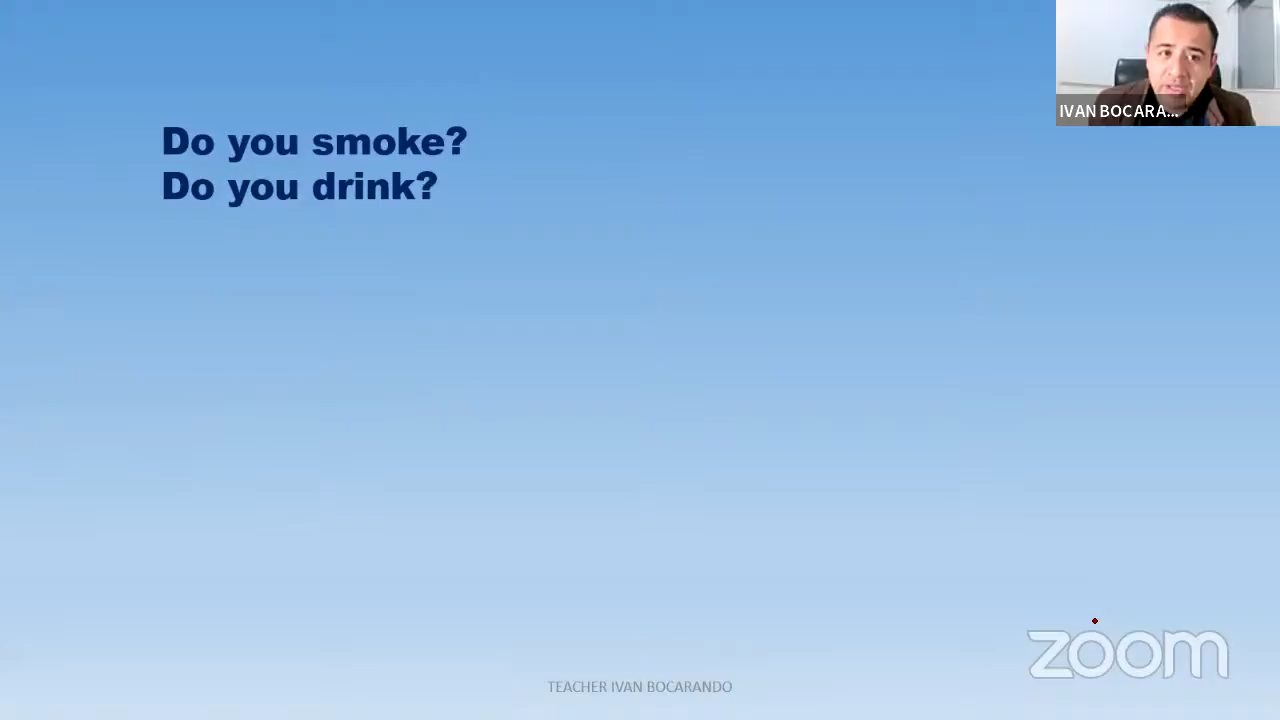 IVAN BOCARA...
Do you smoke?
Do you drink?
zoom
TEACHER IVAN BOCARANDO